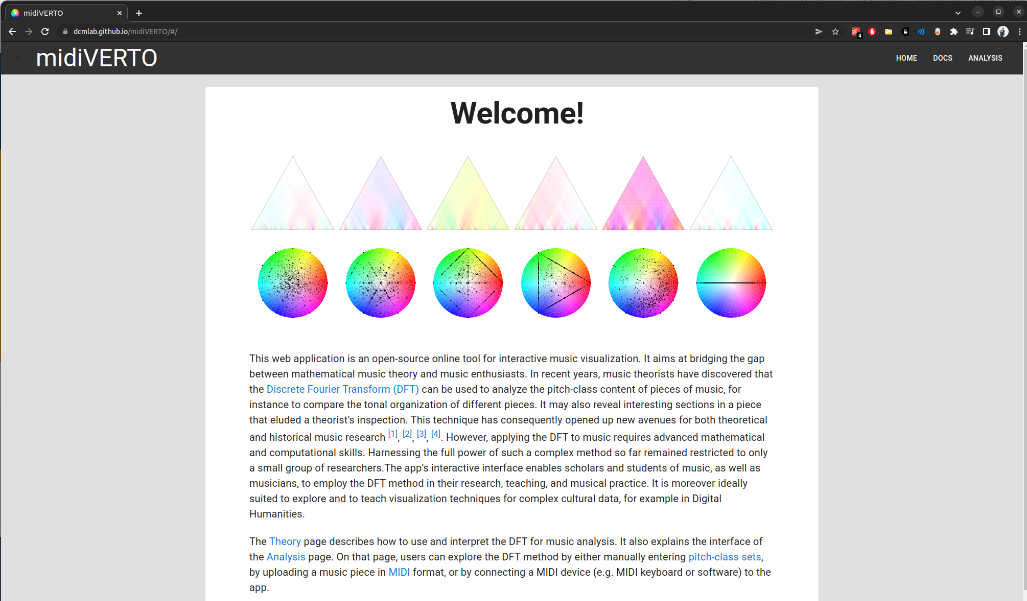 midiVERTO
dcmlab.github.io/midiVERTO/#/
4
midiVERTO
HOME DOCS ANALYSIS
Welcome!
This web application is an open-source online tool for interactive music visualization. It aims at bridging the gap
between mathematical music theory and music enthusiasts. In recent years, music theorists have discovered that
the Discrete Fourier Transform (DFT) can be used to analyze the pitch-class content of pieces of music, for
instance to compare the tonal organization of different pieces. It may also reveal interesting sections in a piece
that eluded a theorist's inspection. This technique has consequently opened up new avenues for both theoretical
and historical music research [1], [2], [3], [4]. However, applying the DFT to music requires advanced mathematical
and computational skills. Harnessing the full power of such a complex method so far remained restricted to only
a small group of researchers.The app's interactive interface enables scholars and students of music, as well as
musicians, to employ the DFT method in their research, teaching, and musical practice. It is moreover ideally
suited to explore and to teach visualization techniques for complex cultural data, for example in Digital
Humanities.
The Theory page describes how to use and interpret the DFT for music analysis. It also explains the interface of
the Analysis page. On that page, users can explore the DFT method by either manually entering pitch-class sets,
by uploading a music piece in MIDI format, or by connecting a MIDI device (e.g. MIDI keyboard or software) to the
app.